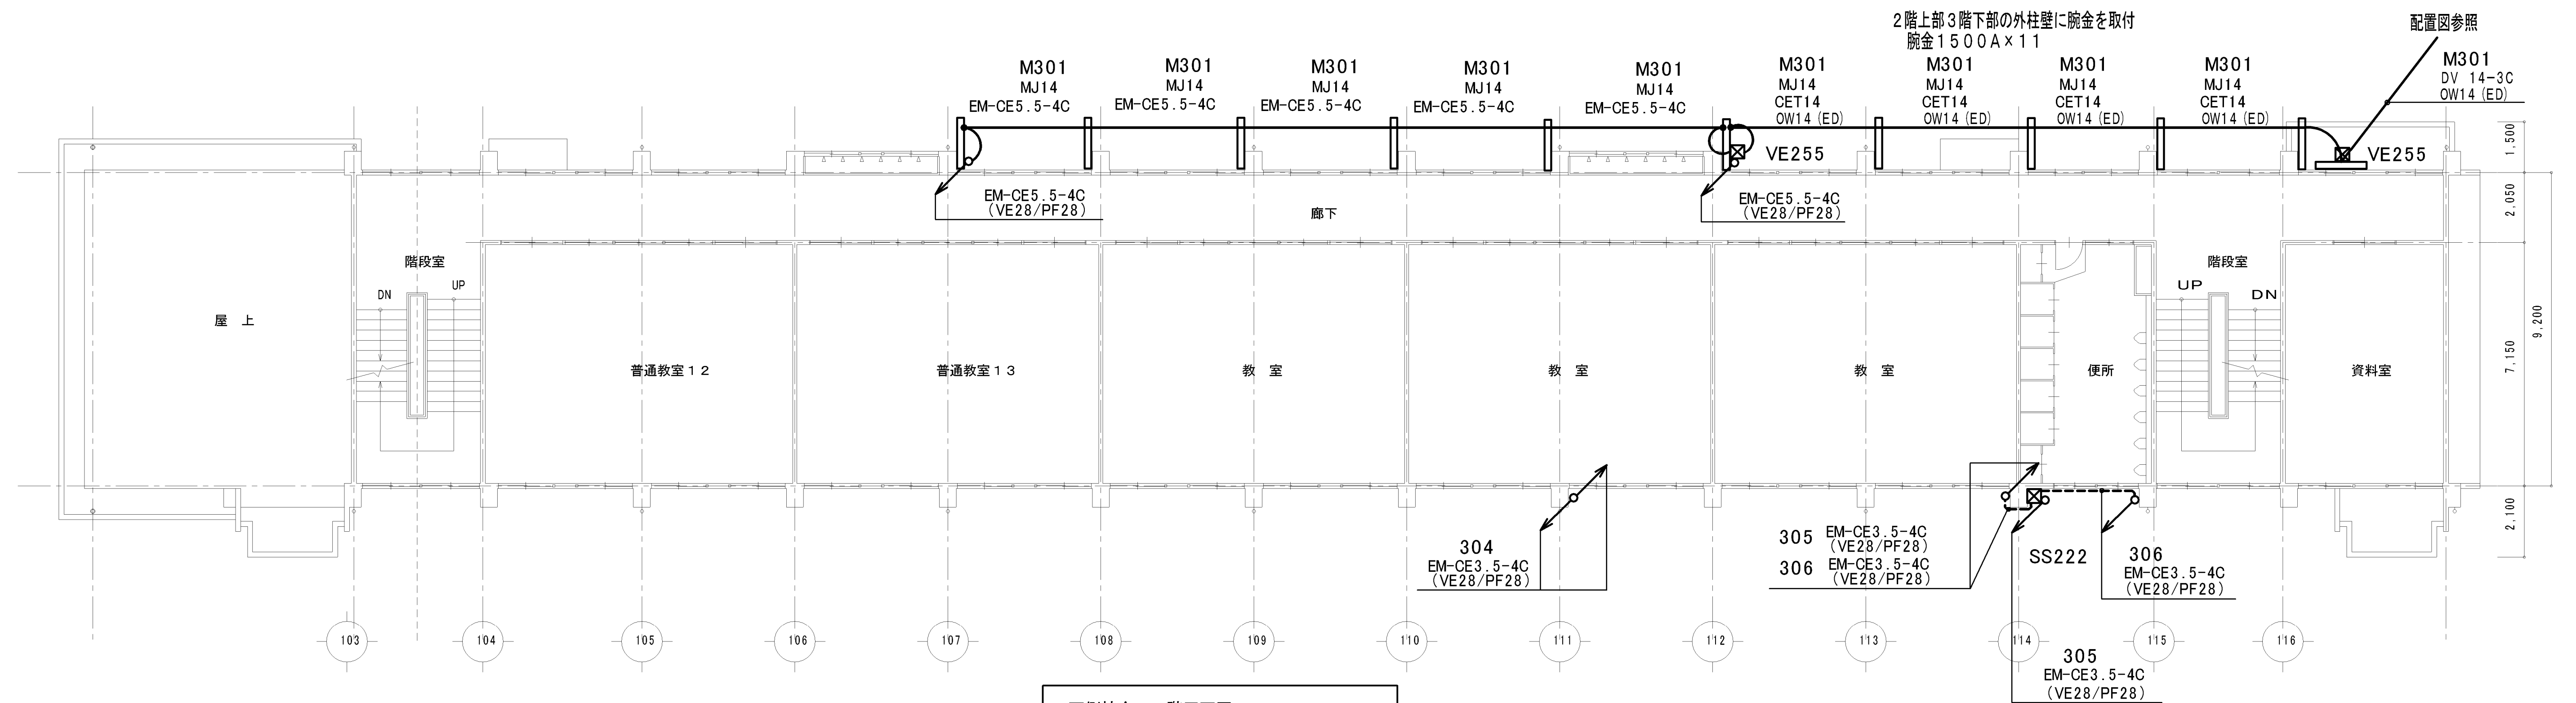 ２階上部３階下部の外柱壁に腕金を取付
腕金１５００Ａ×１１
配置図参照
M301
MJ14
EM-CE5.5-4C
M301
MJ14
EM-CE5.5-4C
M301
MJ14
EM-CE5.5-4C
M301
MJ14
EM-CE5.5-4C
M301
MJ14
EM-CE5.5-4C
M301
MJ14
CET14
OW14(ED)
M301
MJ14
CET14
OW14(ED)
M301
MJ14
CET14
OW14(ED)
M301
MJ14
CET14
OW14(ED)
M301
DV 14-3C
OW14(ED)
VE255
VE255
EM-CE5.5-4C
(VE28/PF28)
EM-CE5.5-4C
(VE28/PF28)
廊下
階段室
DN
UP
屋　上
普通教室１２
普通教室１３
教　室
教　室
教　室
便所
階段室
UP
DN
資料室
1,500
2,050
7,150
9,200
2,100
304
EM-CE3.5-4C
(VE28/PF28)
305 EM-CE3.5-4C
(VE28/PF28)
306 EM-CE3.5-4C
(VE28/PF28)
SS222
306
EM-CE3.5-4C
(VE28/PF28)
305
EM-CE3.5-4C
(VE28/PF28)
103
104
105
106
107
108
109
110
111
112
113
114
115
116